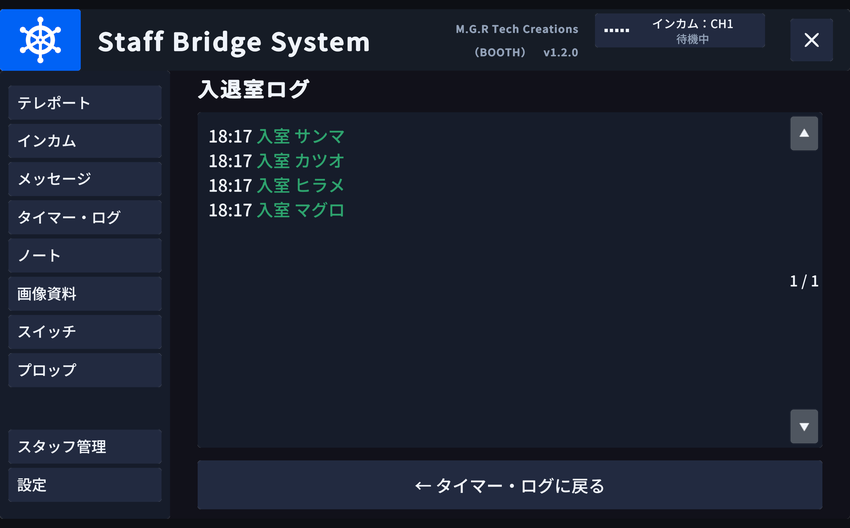 Staff Bridge System
M.G.R Tech Creations
(BOOTH) v1.2.0
インカム：CH1
待機中
テレポート
インカム
メッセージ
タイマー・ログ
ノート
画像資料
スイッチ
プロップ
スタッフ管理
設定
入退室ログ
18:17 入室 サンマ
18:17 入室 カツオ
18:17 入室 ヒラメ
18:17 入室 マグロ
1 / 1
← タイマー・ログに戻る